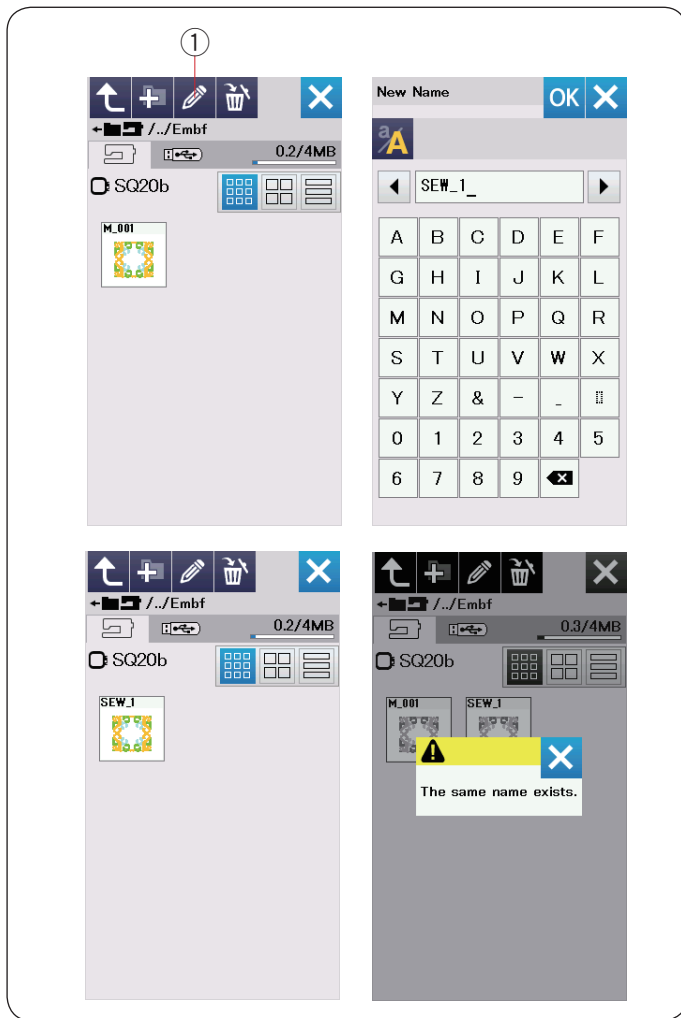 1
/../Embf
0.2/4MB
SQ20b
M_001
New Name
OK
a/A
SEW_1_
A B C D E F
G H I J K L
M N O P Q R
S T U V W X
Y Z & - _
0 1 2 3 4 5
6 7 8 9
/../Embf
0.2/4MB
SQ20b
SEW_1
/../Embf
0.3/4MB
SQ20b
M_001 SEW_1
The same name exists.